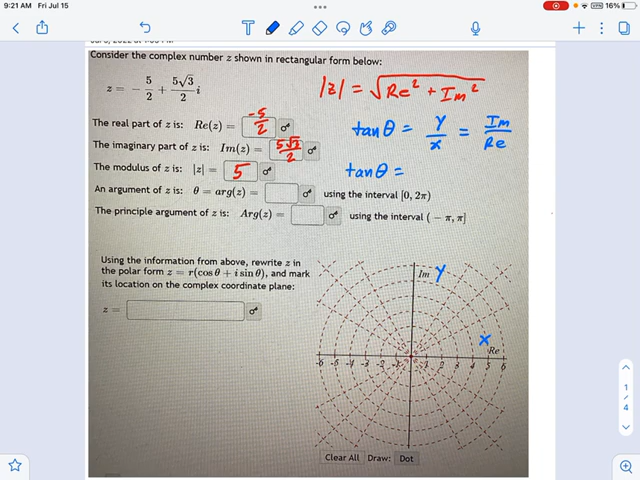 9:21 AM Fri Jul 15
VPN 16%
Consider the complex number z shown in rectangular form below:
z = - 5/2 + 5√3/2 i
|z| = √Re² + Im²
The real part of z is: Re(z) = -5/2
tan θ = y/x = Im/Re
The imaginary part of z is: Im(z) = 5√3/2
The modulus of z is: |z| = 5
tan θ =
An argument of z is: θ = arg(z) = using the interval [0, 2π)
The principle argument of z is: Arg(z) = using the interval (-π, π]
Using the information from above, rewrite z in
the polar form z = r(cos θ + i sin θ), and mark
its location on the complex coordinate plane:
z =
Im y
x
Re
-6 -5 -4 -3 -2 -1 1 2 3 4 5 6
Clear All Draw: Dot
1
/
4